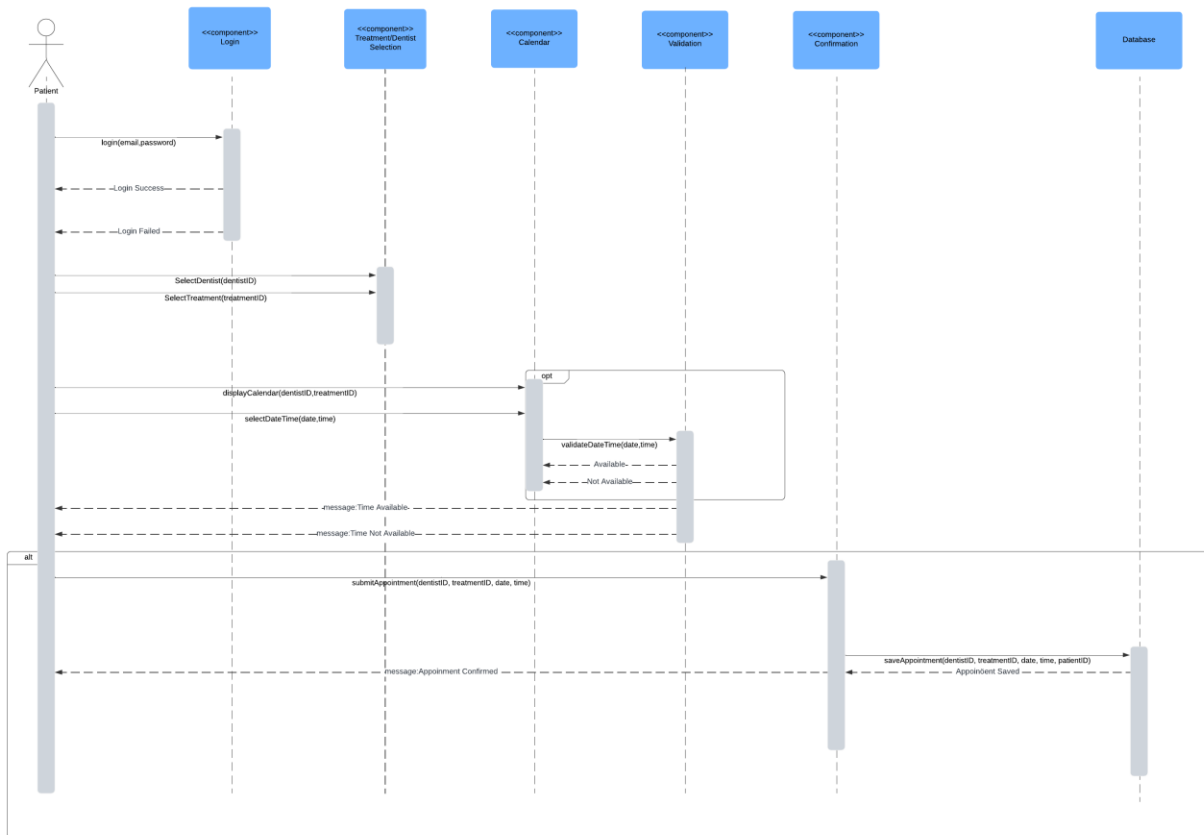 <<component>>
Login
<<component>>
Treatment/Dentist
Selection
<<component>>
Calendar
<<component>>
Validation
<<component>>
Confirmation
Database
Patient
login(email,password)
Login Success
Login Failed
SelectDentist(dentistID)
SelectTreatment(treatmentID)
opt
displayCalendar(dentistID,treatmentID)
selectDateTime(date,time)
validateDateTime(date,time)
Available
Not Available
message:Time Available
message:Time Not Available
alt
submitAppointment(dentistID, treatmentID, date, time)
saveAppointment(dentistID, treatmentID, date, time, patientID)
message:Appoinment Confirmed
Appointent Saved